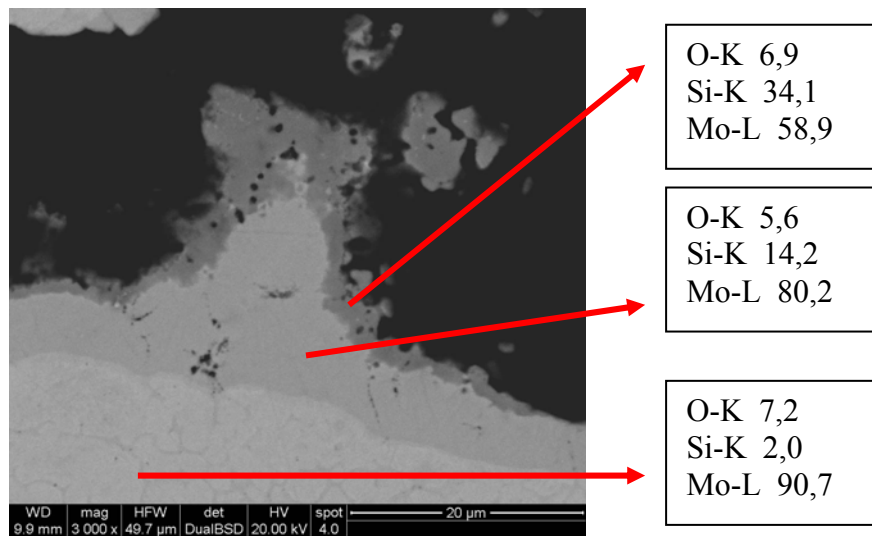 O-K 6,9
Si-K 34,1
Mo-L 58,9
O-K 5,6
Si-K 14,2
Mo-L 80,2
O-K 7,2
Si-K 2,0
Mo-L 90,7
WD mag HFW det HV spot
9.9 mm 3 000 x 49.7 µm DualBSD 20.00 kV 4.0 20 µm